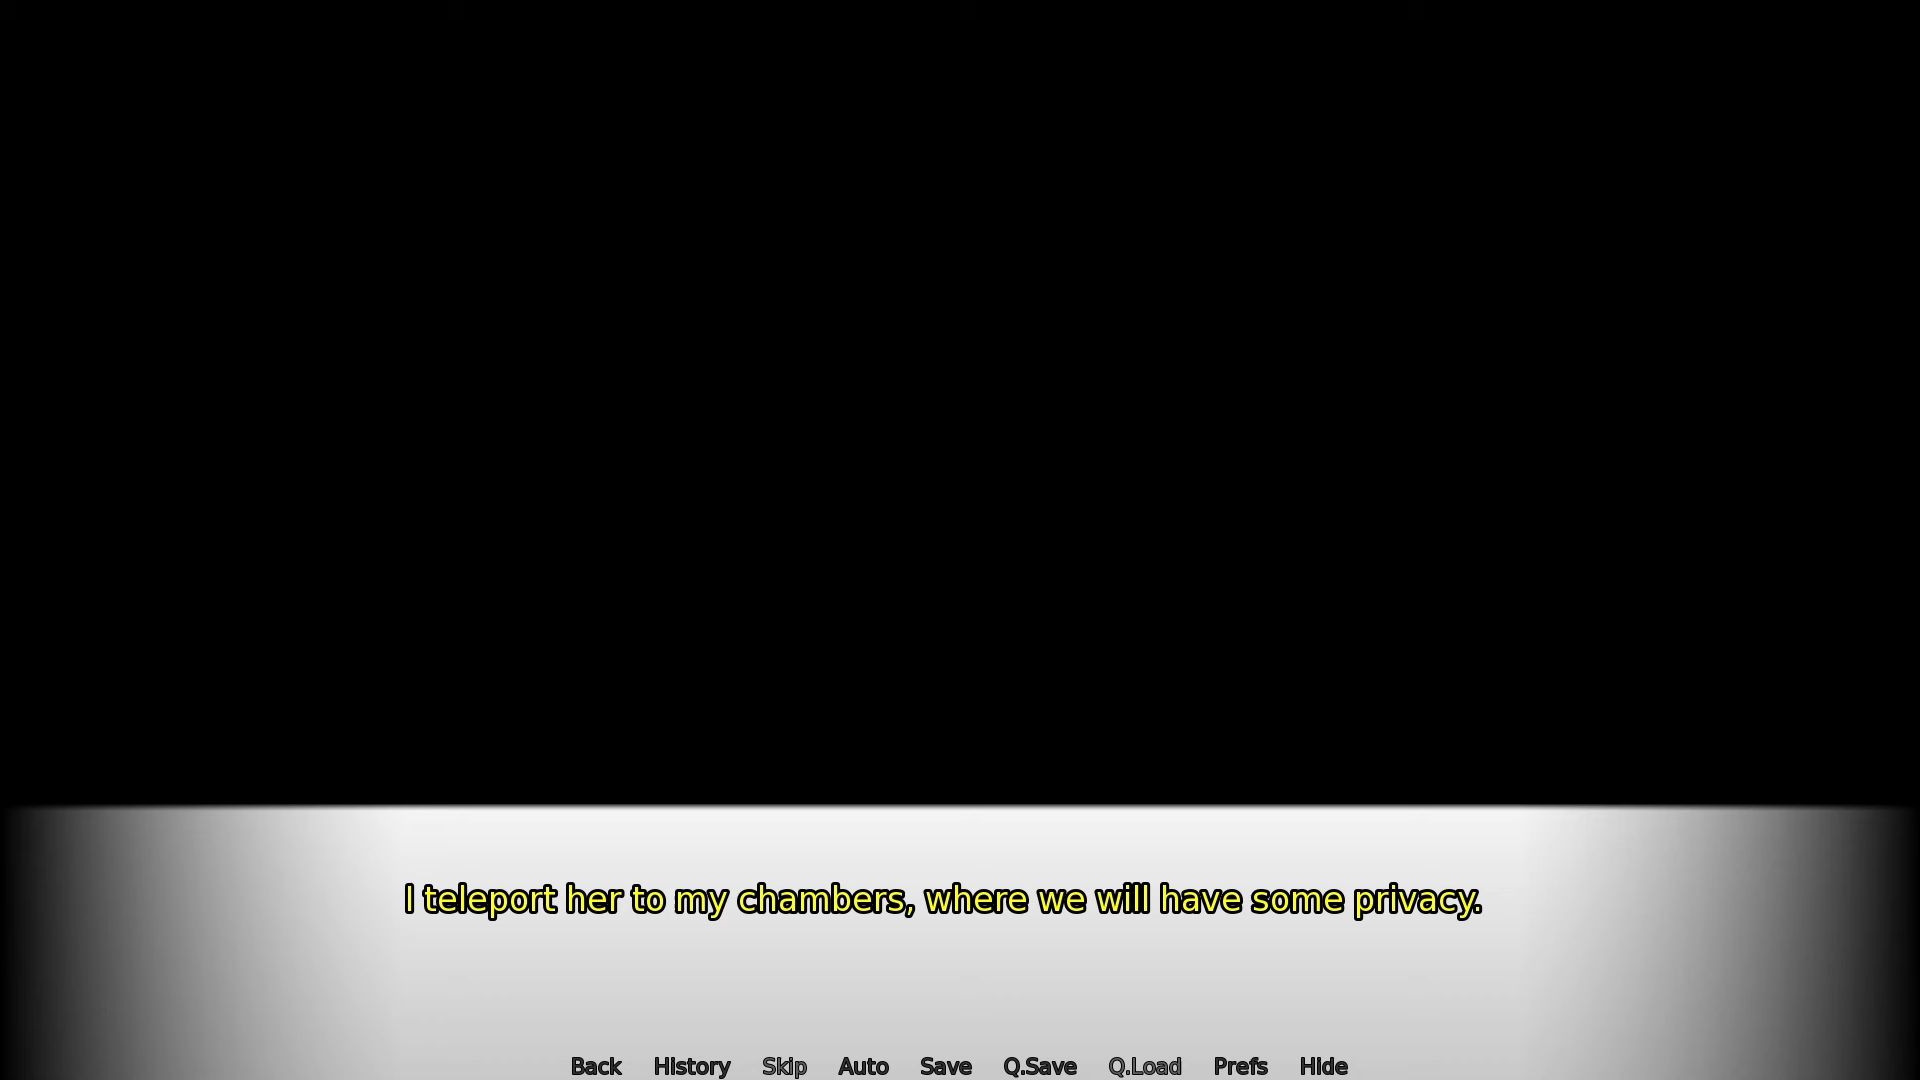 I teleport her to my chambers, where we will have some privacy.
Back History Skip Auto Save Q.Save Q.Load Prefs Hide